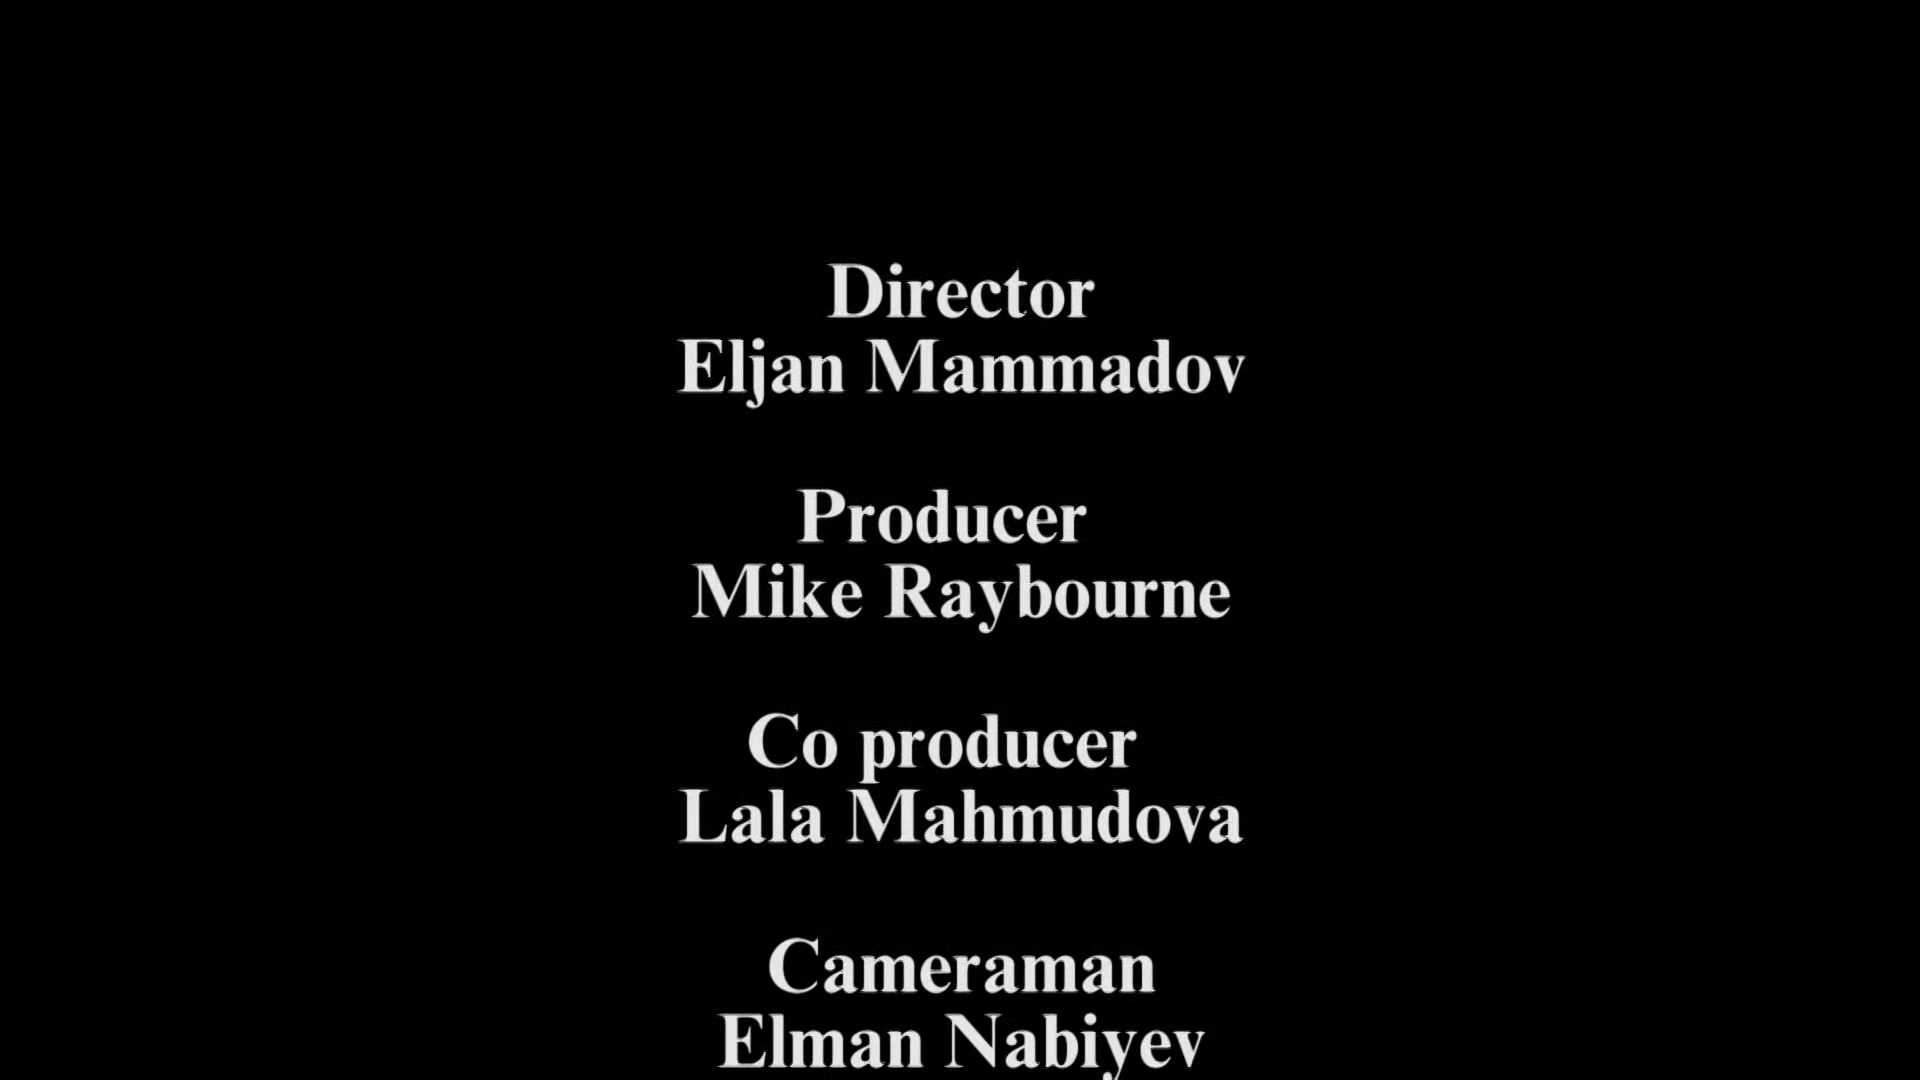 Director
Eljan Mammadov
Producer
Mike Raybourne
Co producer
Lala Mahmudova
Cameraman
Elman Nabiyev